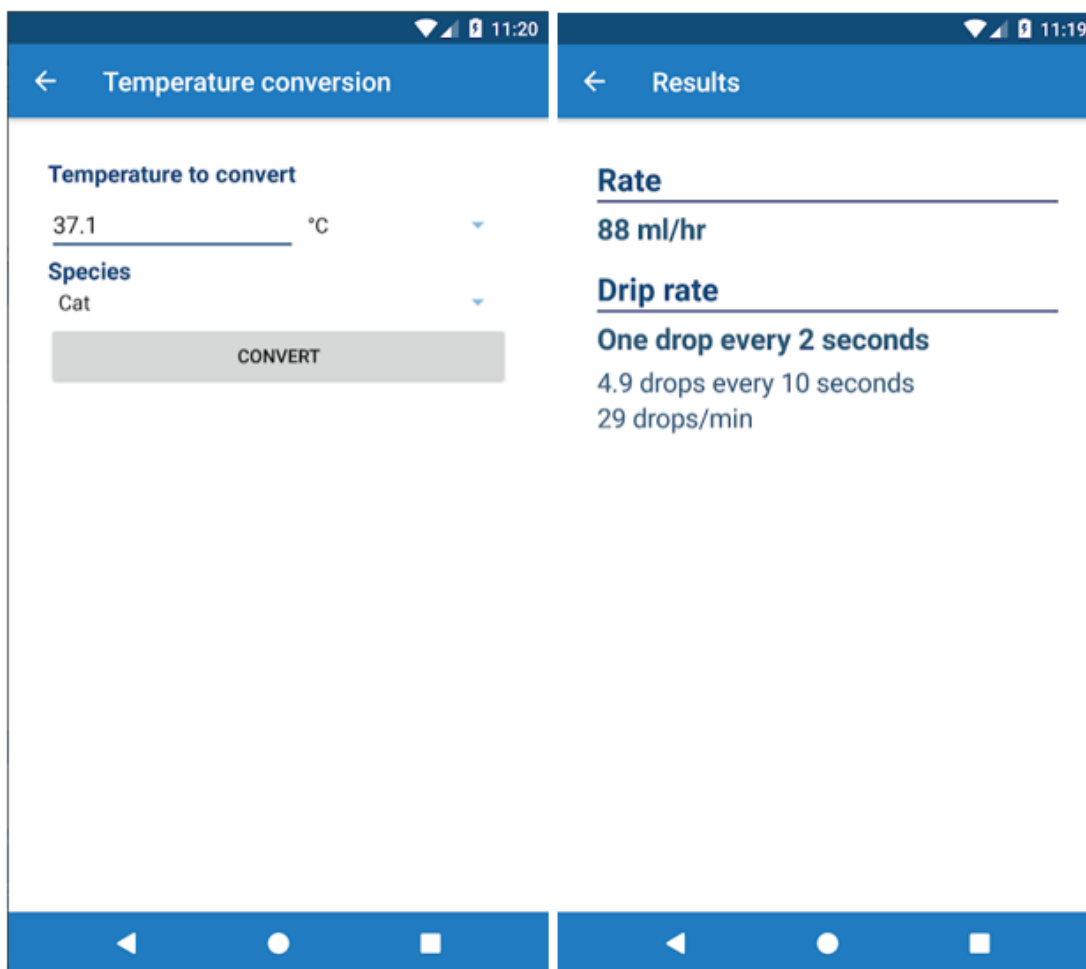 11:20
Temperature conversion
Temperature to convert
37.1 °C
Species
Cat
CONVERT
11:19
Results
Rate
88 ml/hr
Drip rate
One drop every 2 seconds
4.9 drops every 10 seconds
29 drops/min